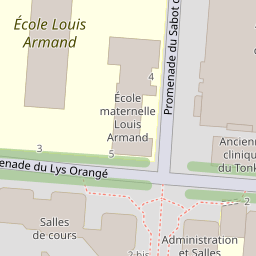 École Louis
Armand
4
École
maternelle
Louis
Armand
Promenade du Sabot
Ancien
clinique
du Tonk
3
5
enade du Lys Orangé
2
Salles
de cours
Administration
et Salles
2 bis